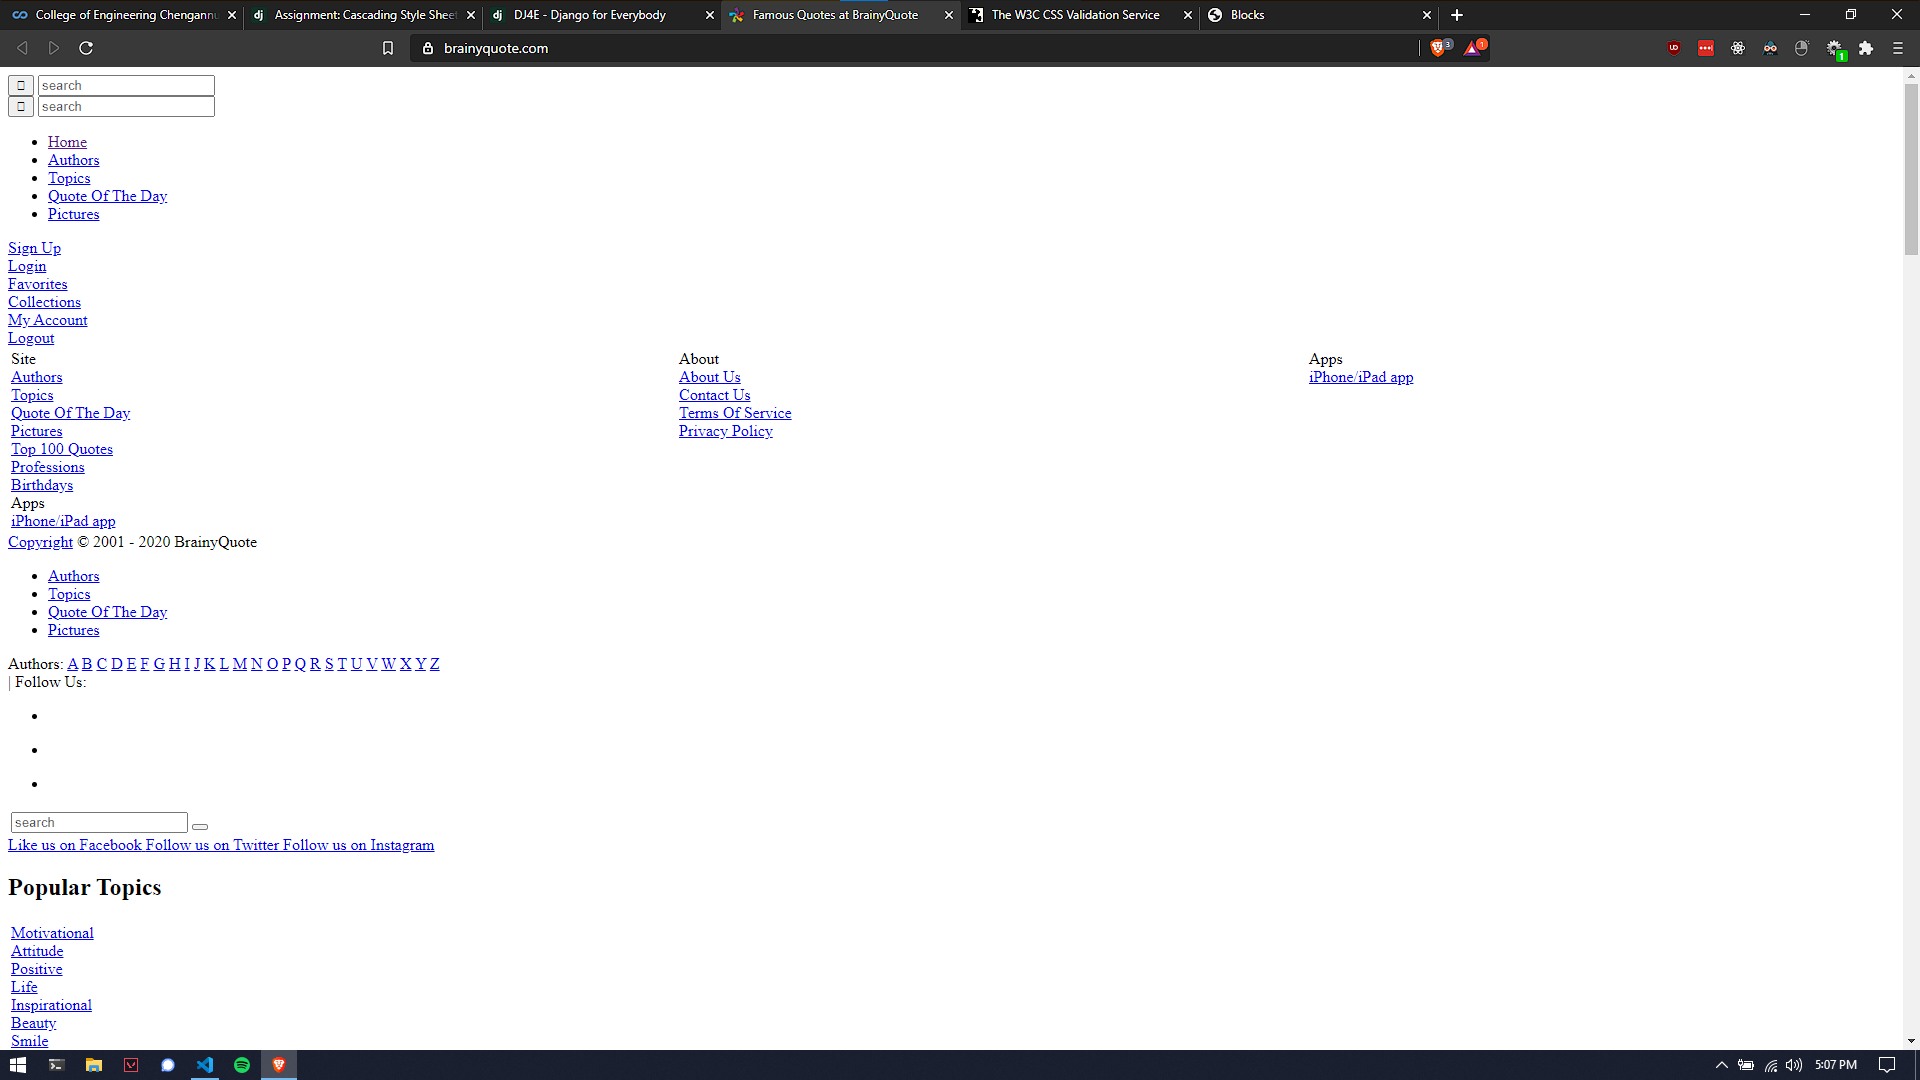 College of Engineering Chengannu
Assignment: Cascading Style Sheet
DJ4E - Django for Everybody
Famous Quotes at BrainyQuote
The W3C CSS Validation Service
Blocks
brainyquote.com
3
1
1
search
search
Home
Authors
Topics
Quote Of The Day
Pictures
Sign Up
Login
Favorites
Collections
My Account
Logout
Site About Apps
Authors About Us iPhone/iPad app
Topics Contact Us
Quote Of The Day Terms Of Service
Pictures Privacy Policy
Top 100 Quotes
Professions
Birthdays
Apps
iPhone/iPad app
Copyright © 2001 - 2020 BrainyQuote
Authors
Topics
Quote Of The Day
Pictures
Authors: A B C D E F G H I J K L M N O P Q R S T U V W X Y Z
| Follow Us:
search
Like us on Facebook Follow us on Twitter Follow us on Instagram
Popular Topics
Motivational
Attitude
Positive
Life
Inspirational
Beauty
Smile
5:07 PM